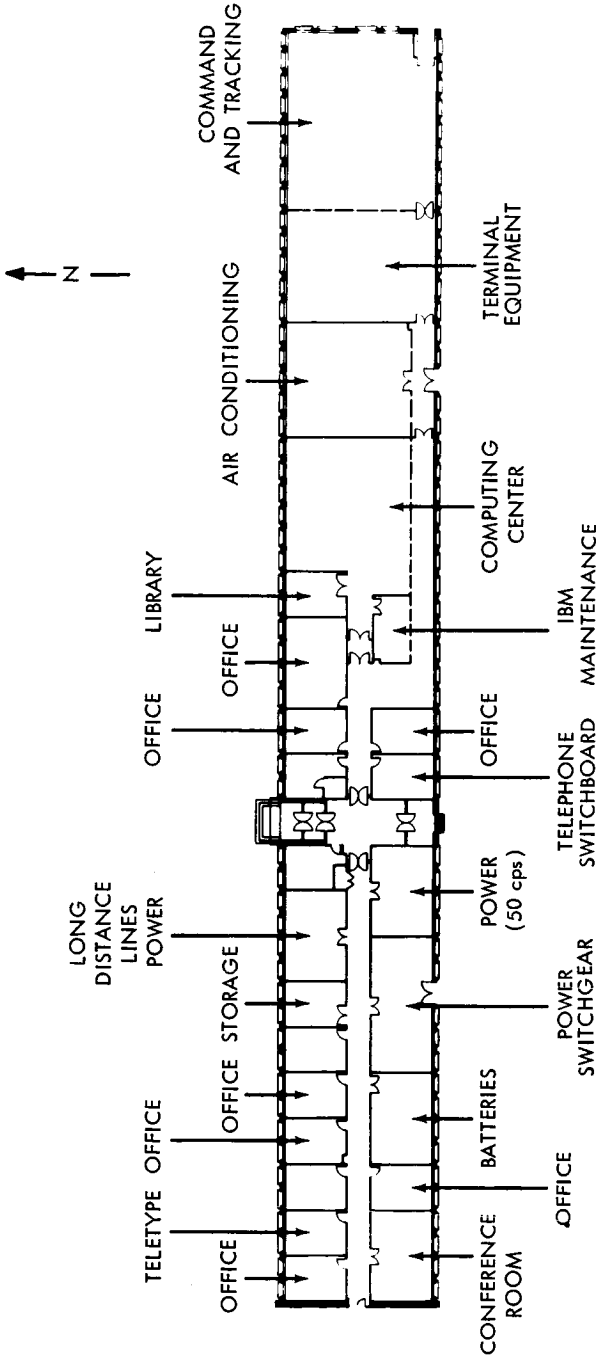 N
OFFICE
TELETYPE
OFFICE
OFFICE
STORAGE
LONG
DISTANCE
LINES
POWER
OFFICE
OFFICE
LIBRARY
AIR CONDITIONING
COMMAND
AND TRACKING
CONFERENCE
ROOM
OFFICE
BATTERIES
POWER
SWITCHGEAR
POWER
(50 cps)
TELEPHONE
SWITCHBOARD
OFFICE
IBM
MAINTENANCE
COMPUTING
CENTER
TERMINAL
EQUIPMENT